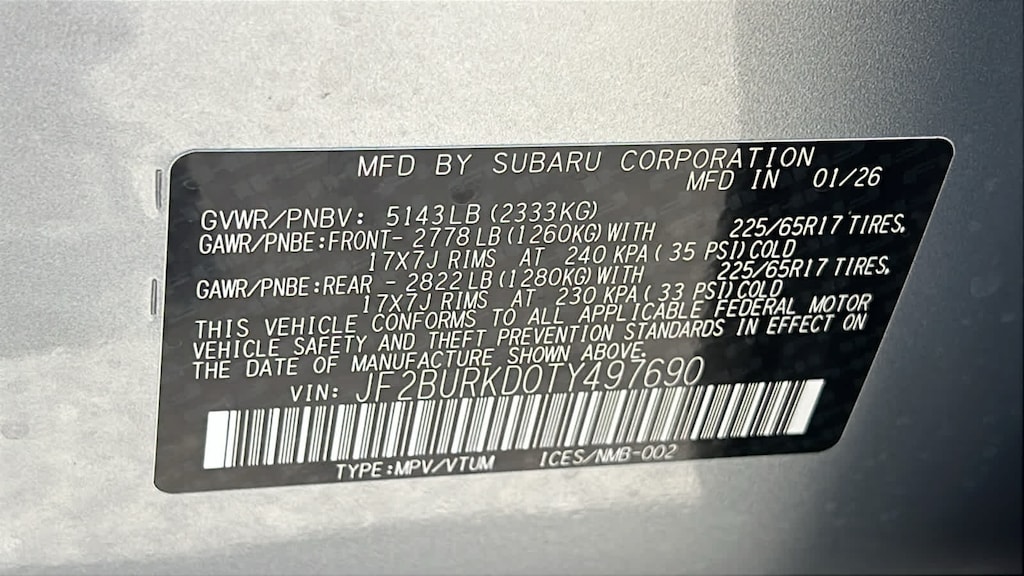 MFD BY SUBARU CORPORATION
MFD IN 01/26
GVWR/PNBV: 5143LB (2333KG)
GAWR/PNBE:FRONT- 2778 LB (1260KG) WITH 225/65R17 TIRES,
17X7J RIMS AT 240 KPA ( 35 PSI) COLD
GAWR/PNBE:REAR - 2822 LB (1280KG) WITH 225/65R17 TIRES,
17X7J RIMS AT 230 KPA ( 33 PSI) COLD
THIS VEHICLE CONFORMS TO ALL APPLICABLE FEDERAL MOTOR
VEHICLE SAFETY AND THEFT PREVENTION STANDARDS IN EFFECT ON
THE DATE OF MANUFACTURE SHOWN ABOVE.
VIN: JF2BURKD0TY497690
TYPE:MPV/VTUM ICES/NMB-002